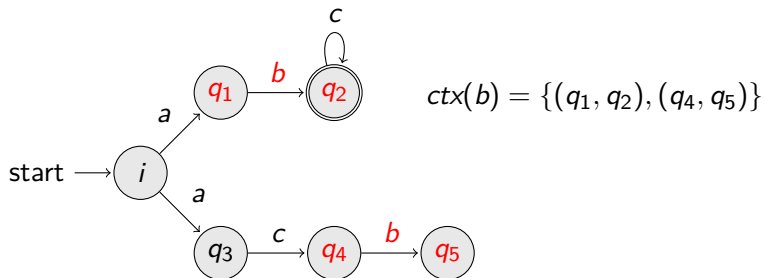 c
q₁ b q₂ ctx(b) = {(q₁, q₂), (q₄, q₅)}
a
start i
a
q₃ c q₄ b q₅